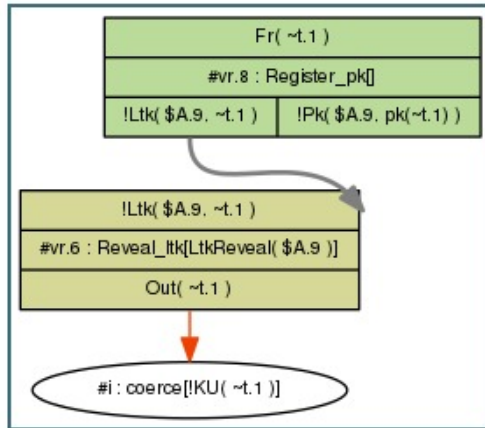 Fr( ~t.1 )
#vr.8 : Register_pk[]
!Ltk( $A.9, ~t.1 ) !Pk( $A.9, pk(~t.1) )
!Ltk( $A.9, ~t.1 )
#vr.6 : Reveal_ltk[LtkReveal( $A.9 )]
Out( ~t.1 )
#i : coerce[!KU( ~t.1 )]